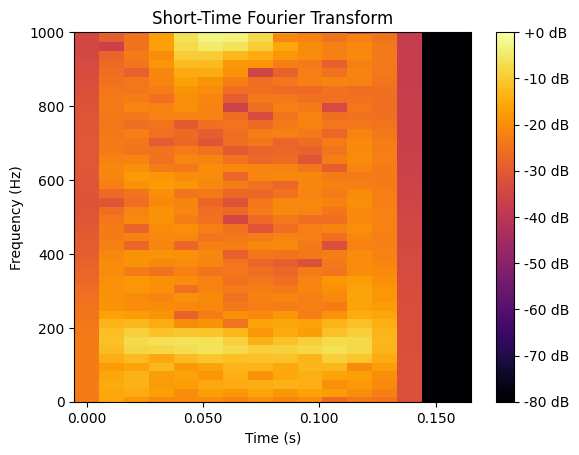 Short-Time Fourier Transform
1000
800
600
400
200
0
Frequency (Hz)
0.000
0.050
0.100
0.150
Time (s)
+0 dB
-10 dB
-20 dB
-30 dB
-40 dB
-50 dB
-60 dB
-70 dB
-80 dB